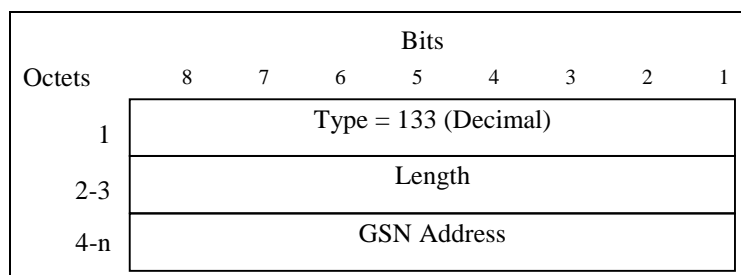 Bits
Octets 8 7 6 5 4 3 2 1
1 Type = 133 (Decimal)
2-3 Length
4-n GSN Address